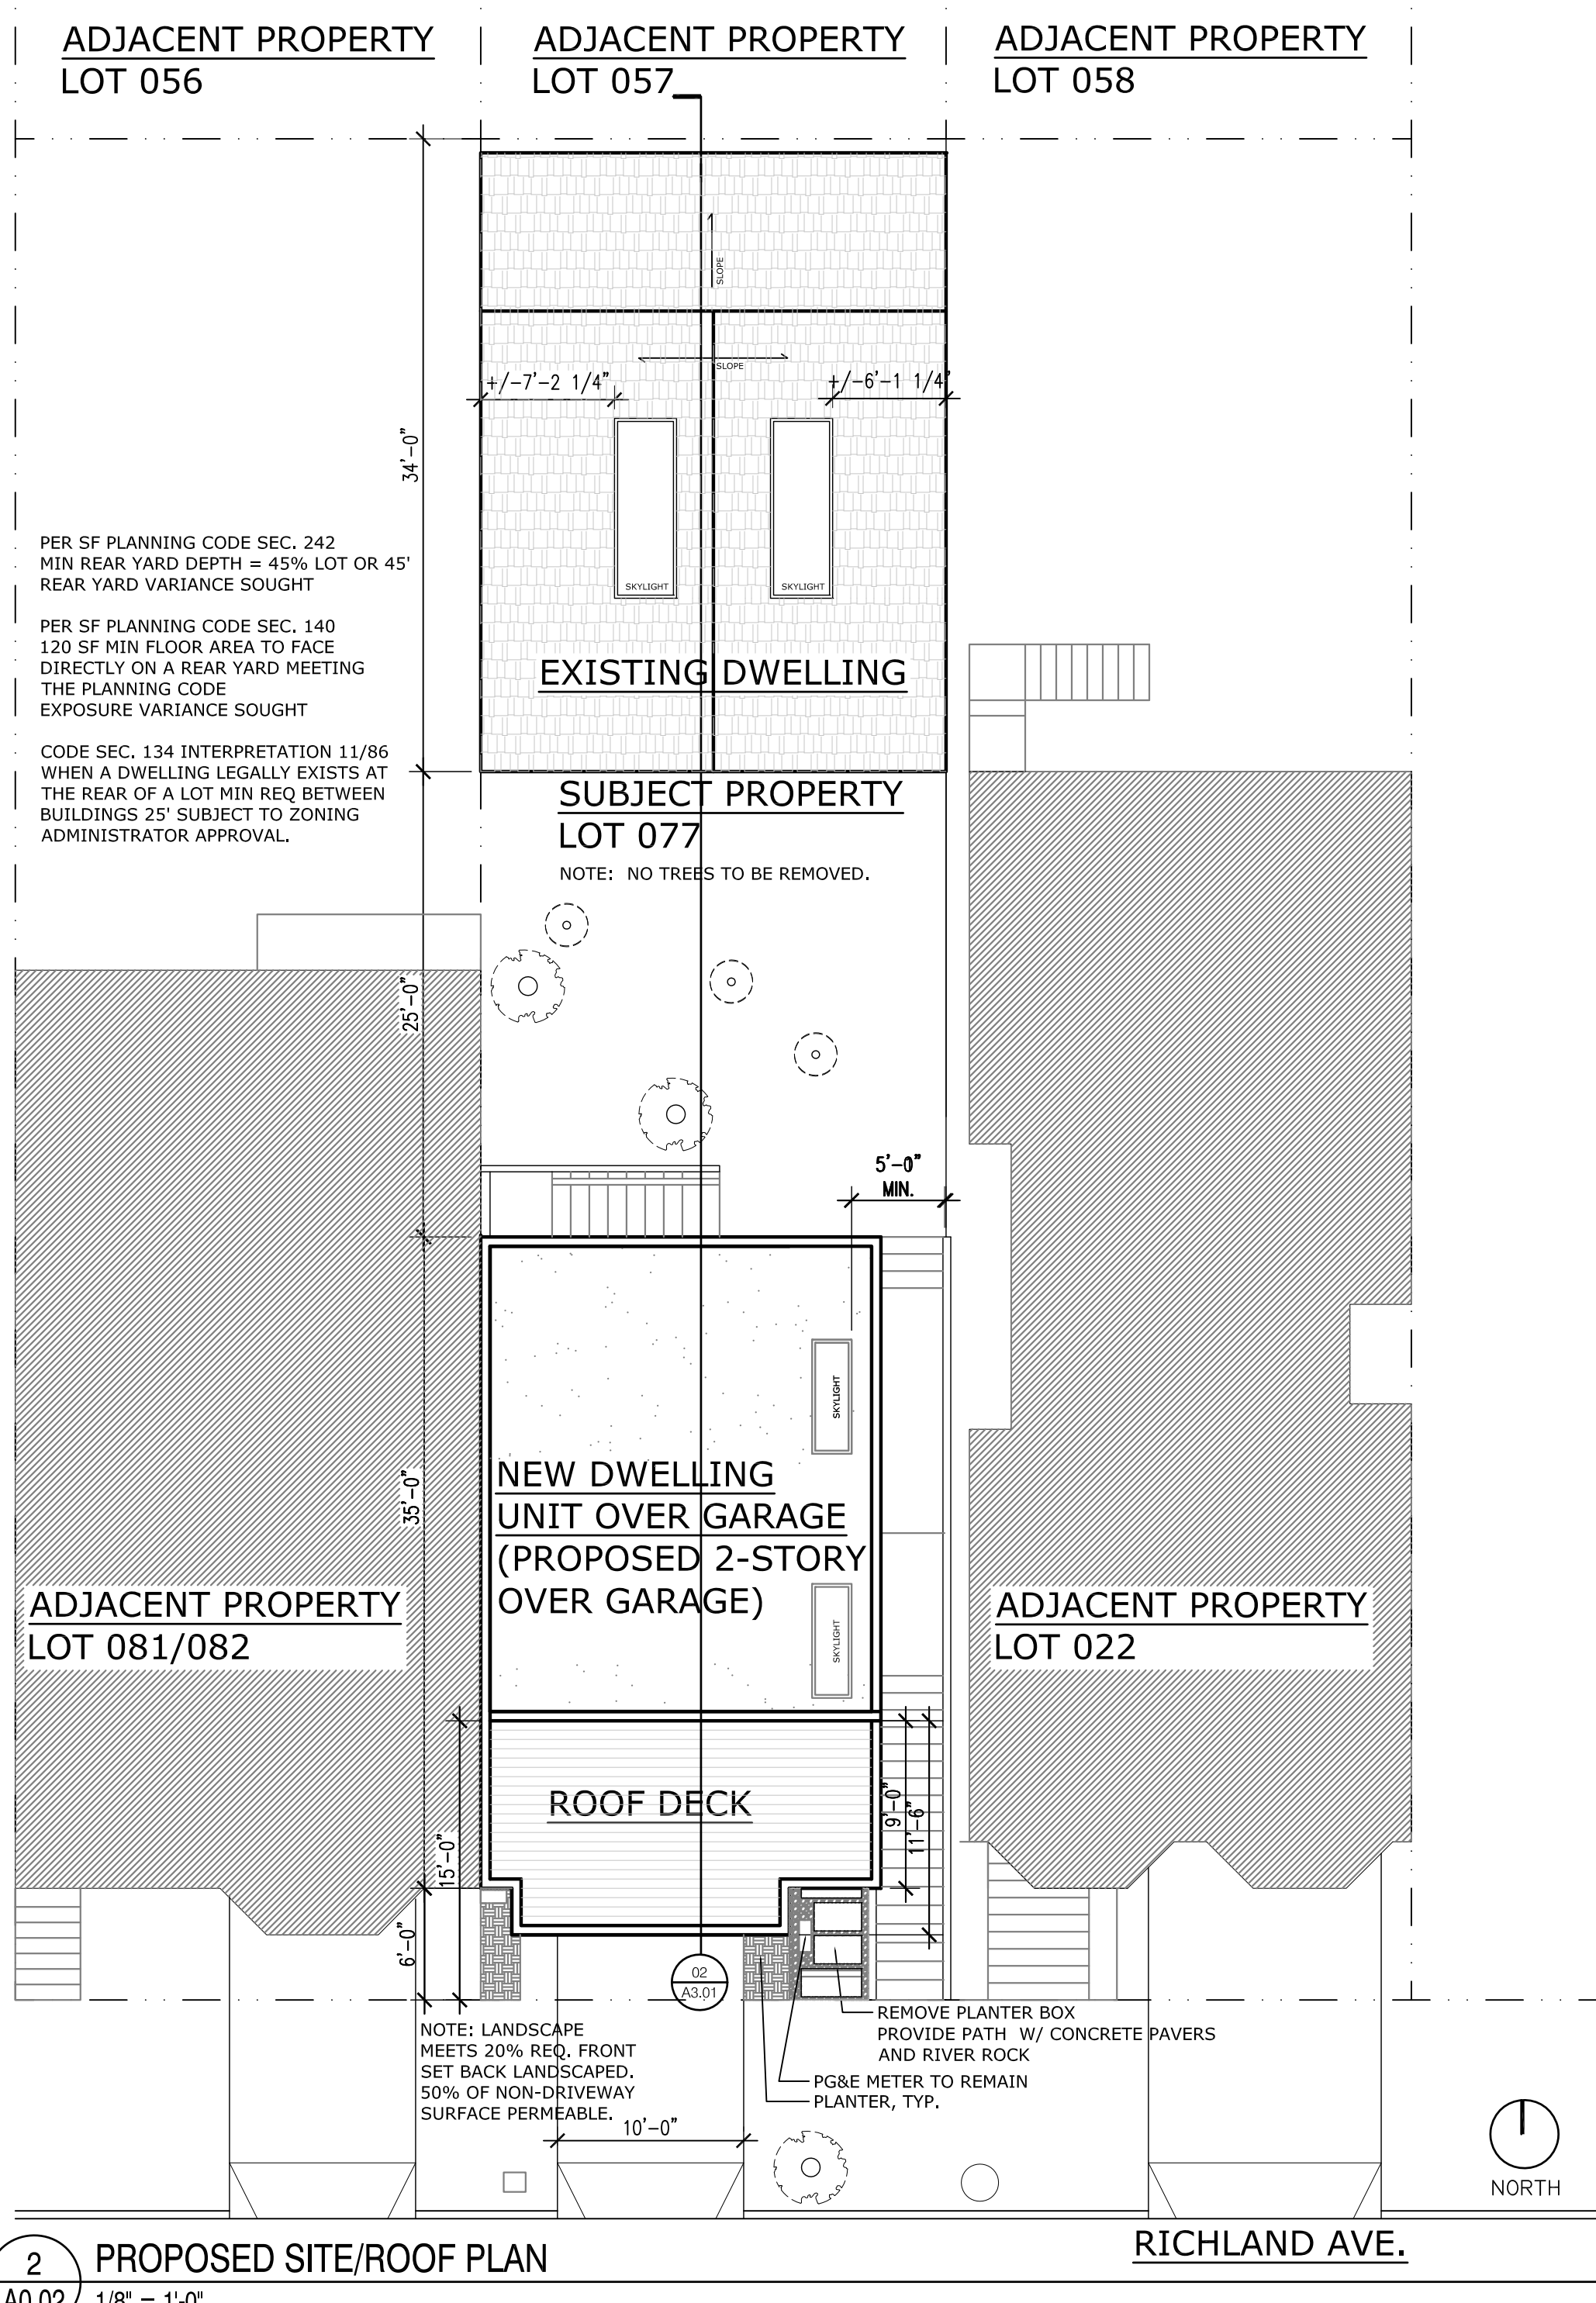 ADJACENT PROPERTY
LOT 056
ADJACENT PROPERTY
LOT 057
ADJACENT PROPERTY
LOT 058
SLOPE
SLOPE
+/-7'-2 1/4"
+/-6'-1 1/4"
34'-0"
SKYLIGHT
SKYLIGHT
EXISTING DWELLING
PER SF PLANNING CODE SEC. 242
MIN REAR YARD DEPTH = 45% LOT OR 45'
REAR YARD VARIANCE SOUGHT
PER SF PLANNING CODE SEC. 140
120 SF MIN FLOOR AREA TO FACE
DIRECTLY ON A REAR YARD MEETING
THE PLANNING CODE
EXPOSURE VARIANCE SOUGHT
CODE SEC. 134 INTERPRETATION 11/86
WHEN A DWELLING LEGALLY EXISTS AT
THE REAR OF A LOT MIN REQ BETWEEN
BUILDINGS 25' SUBJECT TO ZONING
ADMINISTRATOR APPROVAL.
SUBJECT PROPERTY
LOT 077
NOTE: NO TREES TO BE REMOVED.
25'-0"
5'-0"
MIN.
SKYLIGHT
35'-0"
NEW DWELLING
UNIT OVER GARAGE
(PROPOSED 2-STORY
OVER GARAGE)
SKYLIGHT
ADJACENT PROPERTY
LOT 081/082
ADJACENT PROPERTY
LOT 022
ROOF DECK
15'-0"
9'-0"
11'-6"
6'-0"
02
A3.01
NOTE: LANDSCAPE
MEETS 20% REQ. FRONT
SET BACK LANDSCAPED.
50% OF NON-DRIVEWAY
SURFACE PERMEABLE.
REMOVE PLANTER BOX
PROVIDE PATH W/ CONCRETE PAVERS
AND RIVER ROCK
PG&E METER TO REMAIN
PLANTER, TYP.
10'-0"
NORTH
RICHLAND AVE.
2
A0.02
PROPOSED SITE/ROOF PLAN
1/8" = 1'-0"